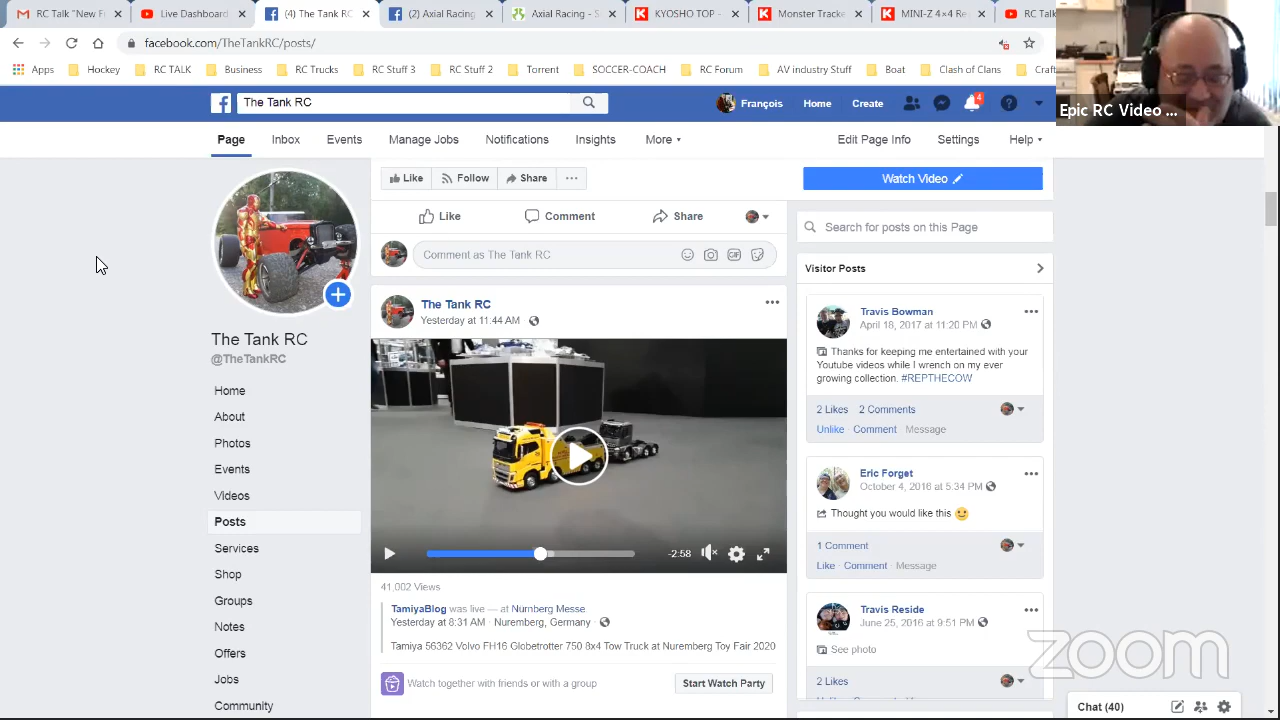 RC TALK "New F
Live Dashboard
(4) The Tank RC
(2) Axial Racing
Axial Racing - S
KYOSHO TOP -
Monster Tracke
MINI-Z 4×4 Re
RC Talk
facebook.com/TheTankRC/posts/
Apps
Hockey
RC TALK
Business
RC Trucks
RC Stuff
RC Stuff 2
Torrent
SOCCER-COACH
RC Forum
Boat
Clash of Clans
Craft
Epic RC Video ...
The Tank RC
François
Home
Create
4
Page
Inbox
Events
Manage Jobs
Notifications
Insights
More
Edit Page Info
Settings
Help
Like
Follow
Share
Watch Video
Like
Comment
Share
Comment as The Tank RC
GIF
Search for posts on this Page
Visitor Posts
The Tank RC
@TheTankRC
Home
About
Photos
Events
Videos
Posts
Services
Shop
Groups
Notes
Offers
Jobs
Community
The Tank RC
Yesterday at 11:44 AM
-2:58
41,002 Views
TamiyaBlog was live — at Nürnberg Messe.
Yesterday at 8:31 AM · Nuremberg, Germany ·
Tamiya 56362 Volvo FH16 Globetrotter 750 8x4 Tow Truck at Nuremberg Toy Fair 2020
Watch together with friends or with a group
Start Watch Party
Travis Bowman
April 18, 2017 at 11:20 PM
Thanks for keeping me entertained with your
Youtube videos while I wrench on my ever
growing collection. #REPTHECOW
2 Likes 2 Comments
Unlike · Comment · Message
Eric Forget
October 4, 2016 at 5:34 PM
Thought you would like this
1 Comment
Like · Comment · Message
Travis Reside
June 25, 2016 at 9:51 PM
See photo
2 Likes
zoom
Chat (40)